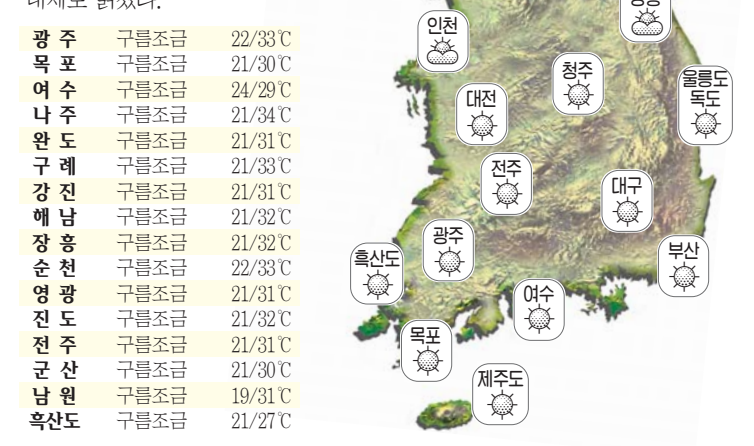 광 주 구름조금 22/33℃
목 포 구름조금 21/30℃
여 수 구름조금 24/29℃
나 주 구름조금 21/34℃
완 도 구름조금 21/31℃
구 례 구름조금 21/33℃
강 진 구름조금 21/31℃
해 남 구름조금 21/32℃
장 흥 구름조금 21/32℃
순 천 구름조금 22/33℃
영 광 구름조금 21/31℃
진 도 구름조금 21/32℃
전 주 구름조금 21/31℃
군 산 구름조금 21/30℃
남 원 구름조금 19/31℃
흑산도 구름조금 21/27℃
인천
청주
울릉도
독도
대전
전주
대구
광주
부산
흑산도
여수
목포
제주도